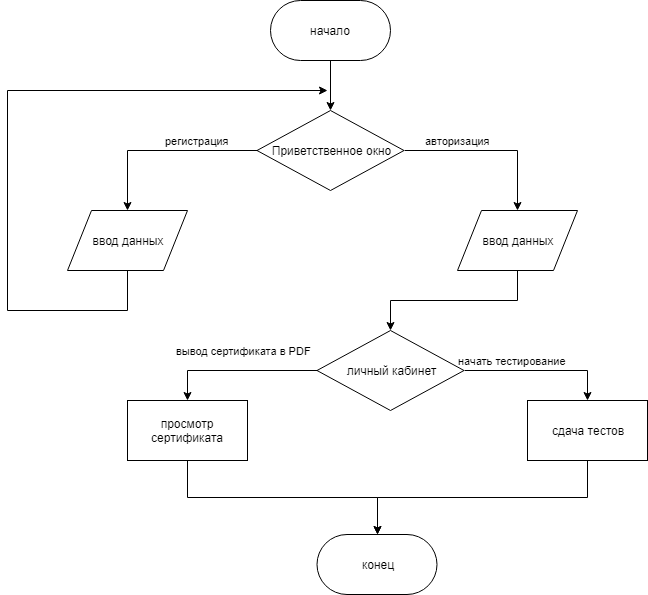 начало
регистрация
авторизация
Приветственное окно
ввод данных
ввод данных
вывод сертификата в PDF
начать тестирование
личный кабинет
просмотр
сертификата
сдача тестов
конец